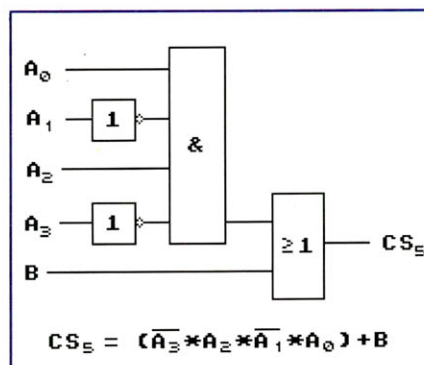 A₀
A₁ 1
&
A₂
A₃ 1
≥1 CS₅
B
CS₅ = (A̅₃*A₂*A̅₁*A₀)+B